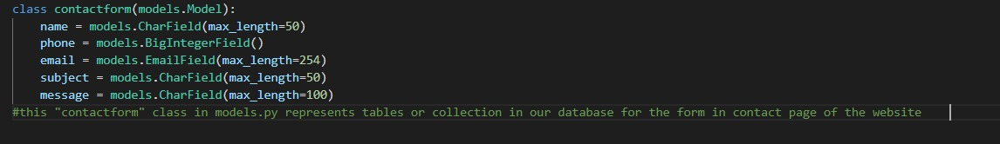 class contactform(models.Model):
    name = models.CharField(max_length=50)
    phone = models.BigIntegerField()
    email = models.EmailField(max_length=254)
    subject = models.CharField(max_length=50)
    message = models.CharField(max_length=100)
#this "contactform" class in models.py represents tables or collection in our database for the form in contact page of the website